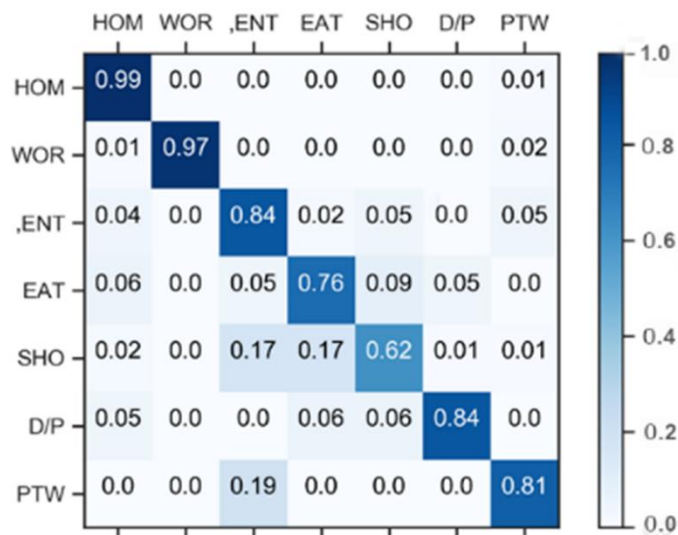 HOM WOR ,ENT EAT SHO D/P PTW
HOM 0.99 0.0 0.0 0.0 0.0 0.0 0.01
WOR 0.01 0.97 0.0 0.0 0.0 0.0 0.02
,ENT 0.04 0.0 0.84 0.02 0.05 0.0 0.05
EAT 0.06 0.0 0.05 0.76 0.09 0.05 0.0
SHO 0.02 0.0 0.17 0.17 0.62 0.01 0.01
D/P 0.05 0.0 0.0 0.06 0.06 0.84 0.0
PTW 0.0 0.0 0.19 0.0 0.0 0.0 0.81
1.0
0.8
0.6
0.4
0.2
0.0